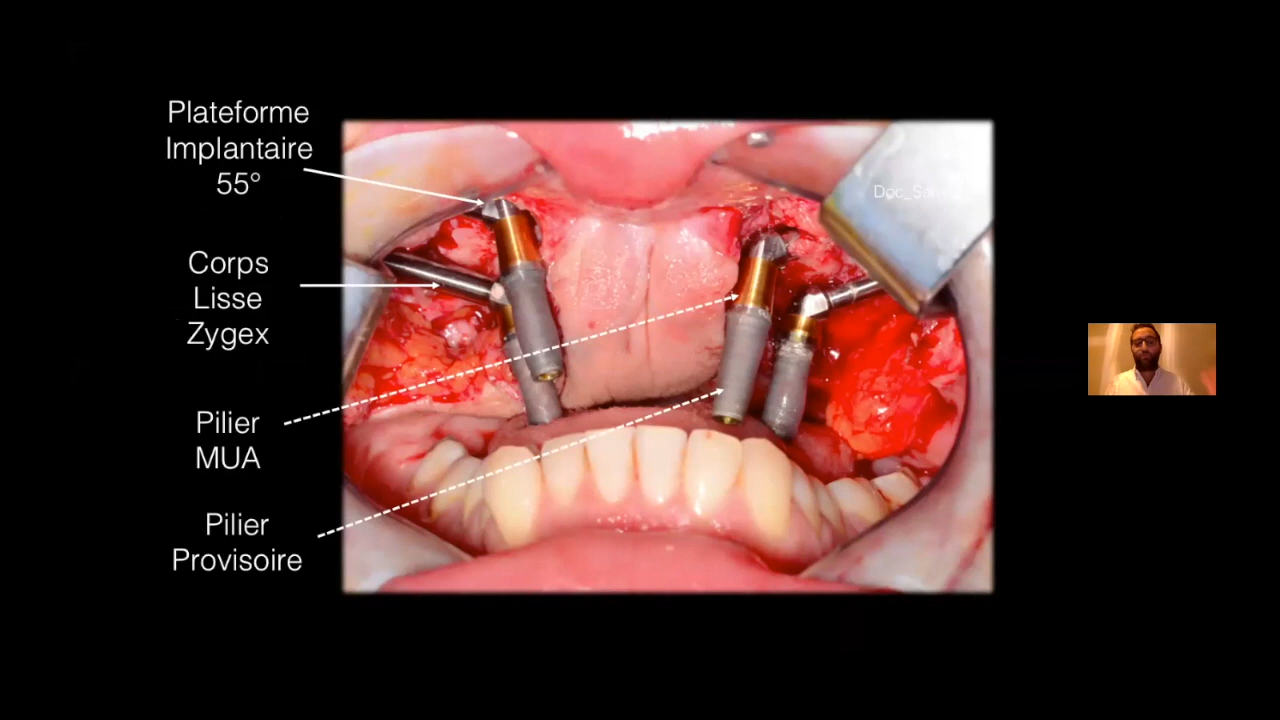 Plateforme
Implantaire
55°
Corps
Lisse
Zygex
Pilier
MUA
Pilier
Provisoire